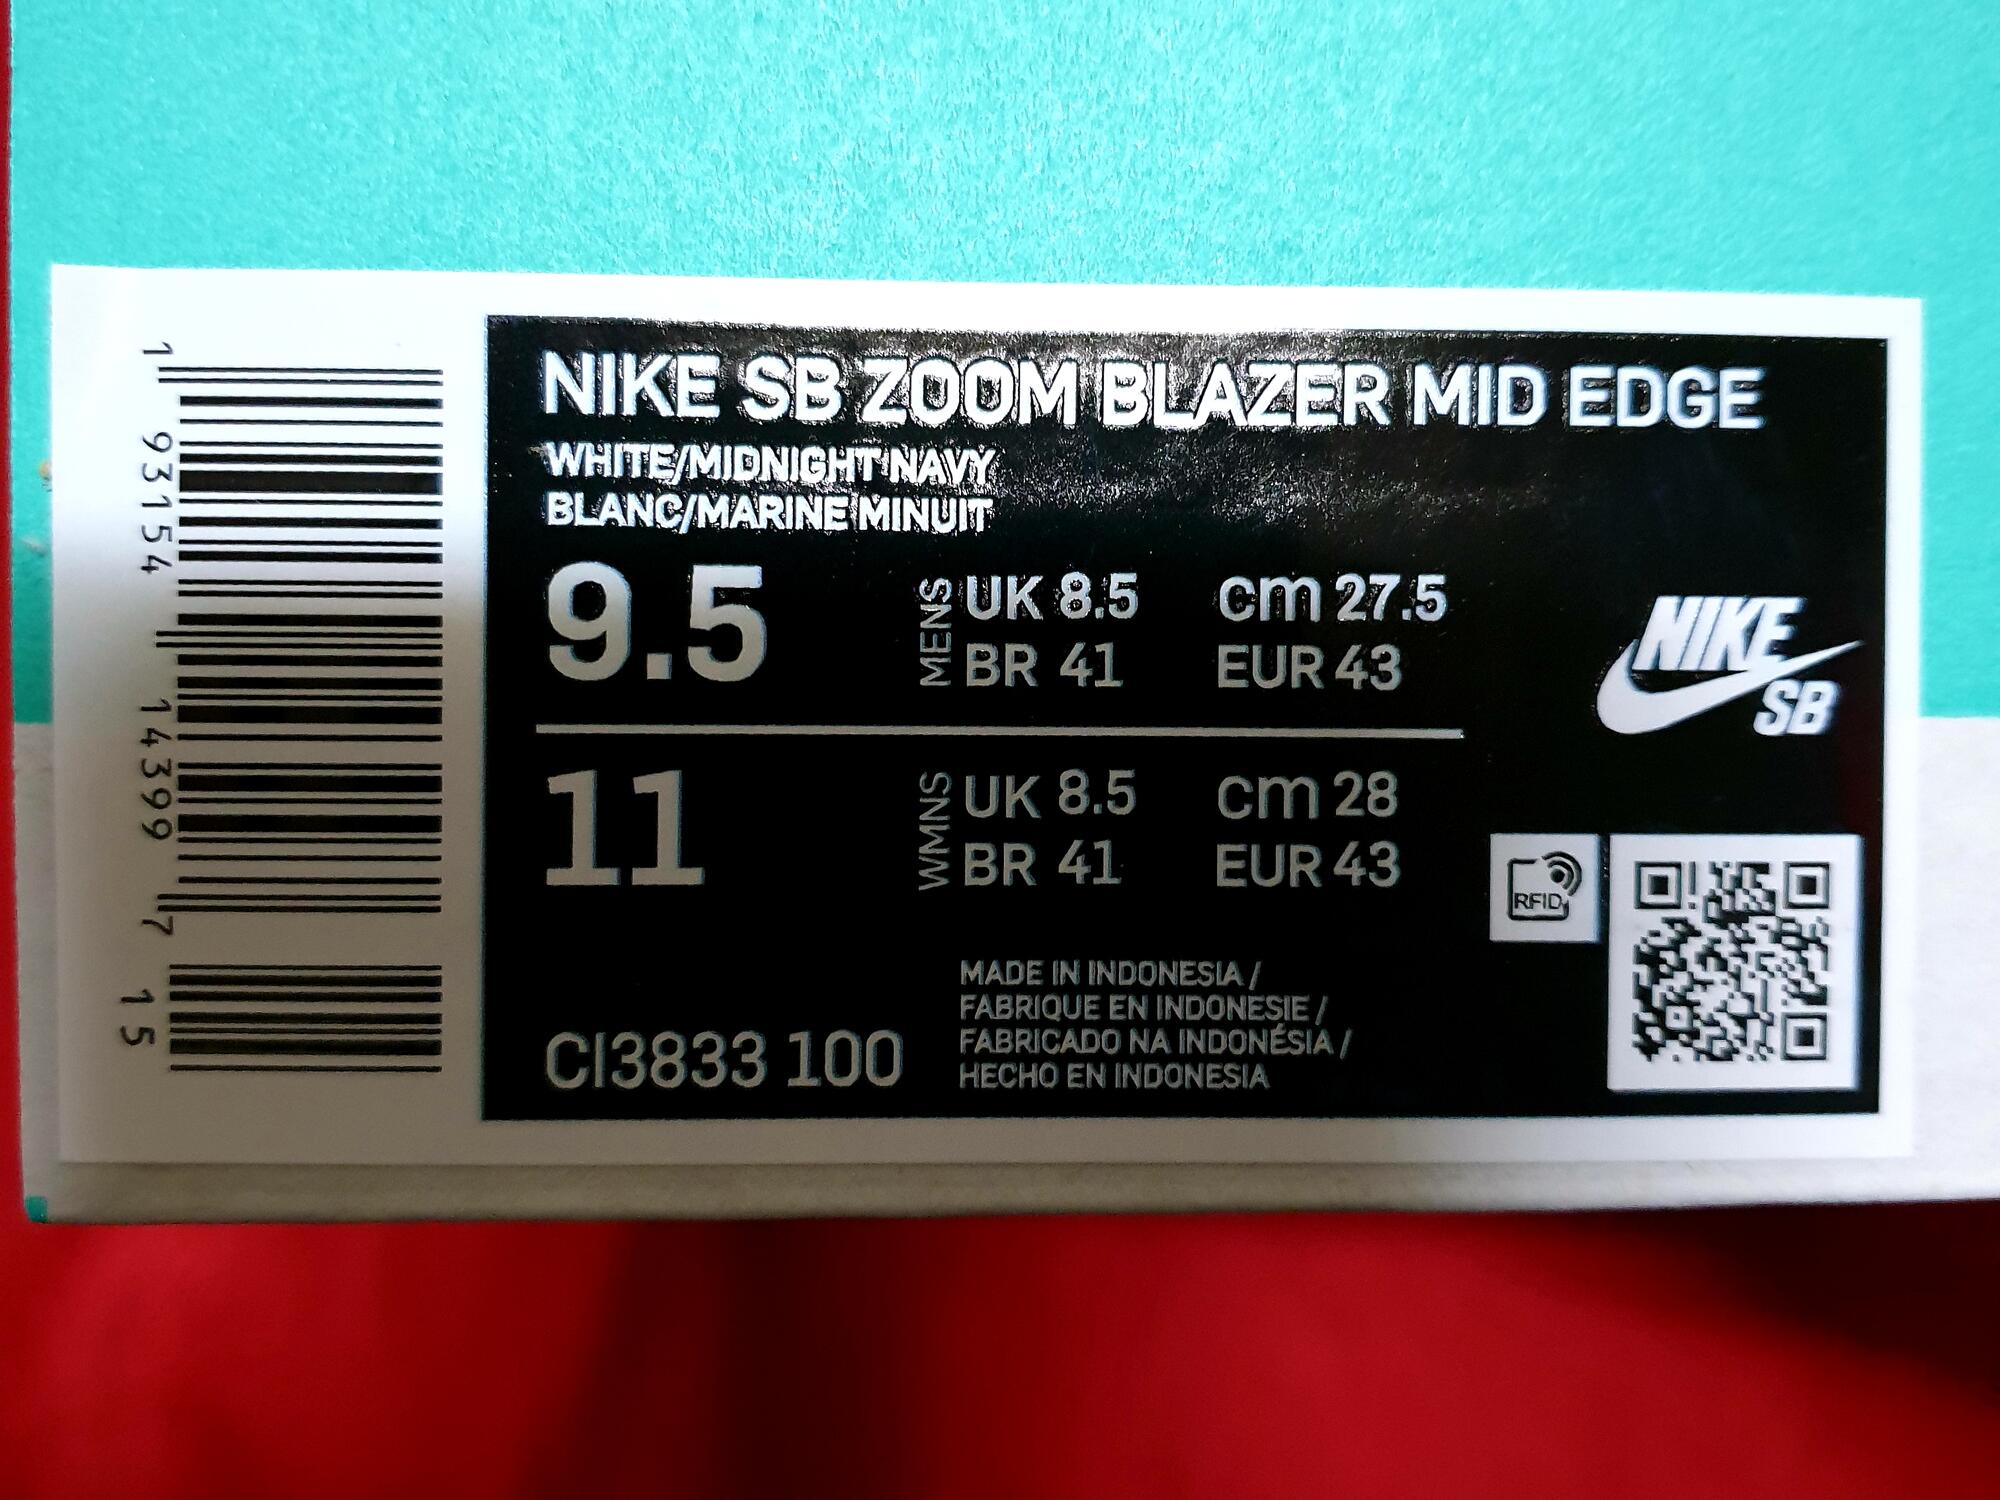 NIKE SB ZOOM BLAZER MID EDGE
WHITE/MIDNIGHT NAVY
BLANC/MARINE MINUIT
9.5 MENS UK 8.5 cm 27.5
BR 41 EUR 43
11 WMNS UK 8.5 cm 28
BR 41 EUR 43
NIKE
SB
RFID
CI3833 100
MADE IN INDONESIA /
FABRIQUE EN INDONESIE /
FABRICADO NA INDONÉSIA /
HECHO EN INDONESIA
1 93154 14399 7 15